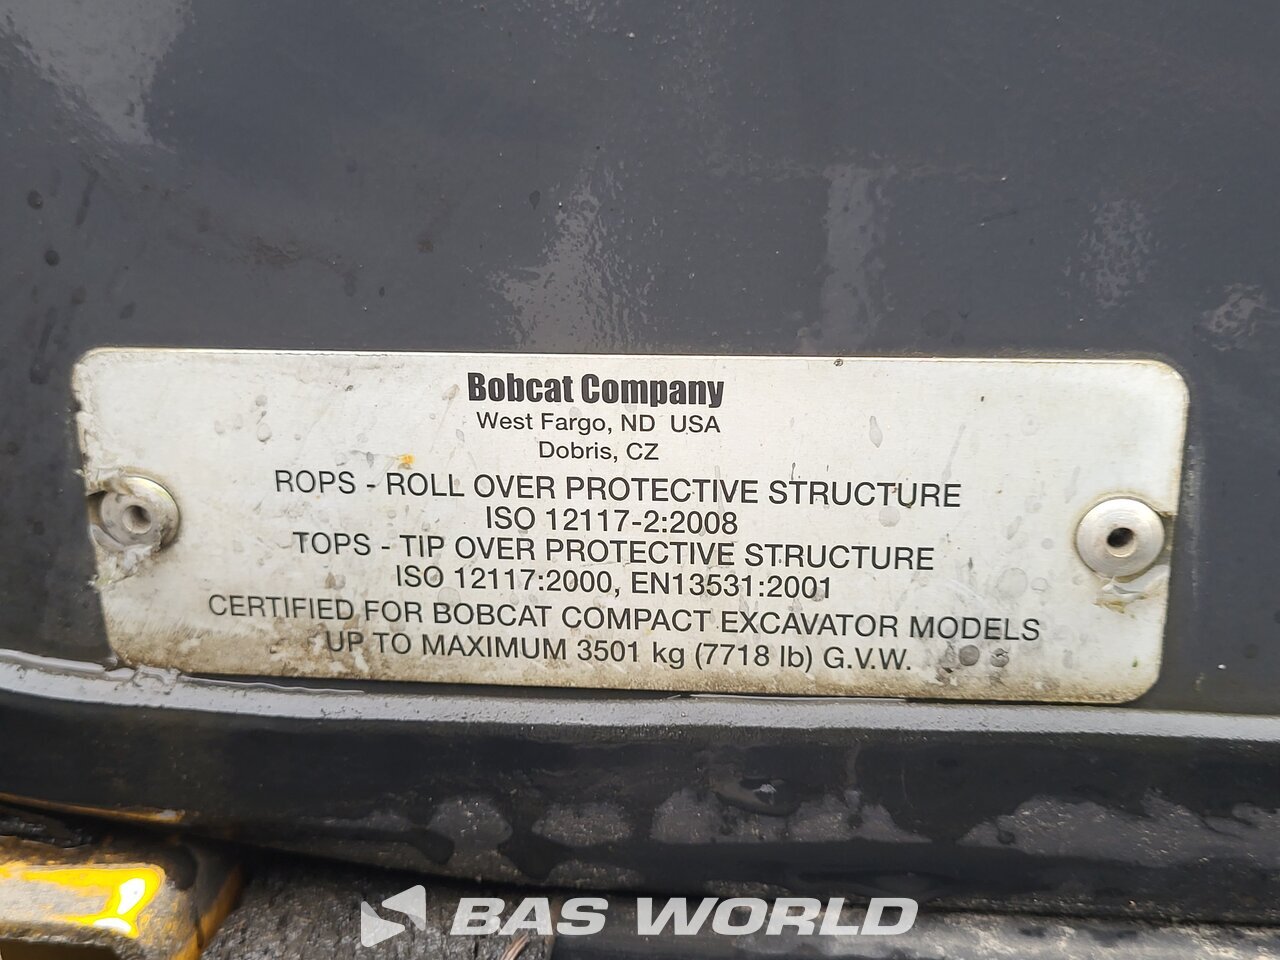 Bobcat Company
West Fargo, ND USA
Dobris, CZ
ROPS - ROLL OVER PROTECTIVE STRUCTURE
ISO 12117-2:2008
TOPS - TIP OVER PROTECTIVE STRUCTURE
ISO 12117:2000, EN13531:2001
CERTIFIED FOR BOBCAT COMPACT EXCAVATOR MODELS
UP TO MAXIMUM 3501 kg (7718 lb) G.V.W.
BAS WORLD